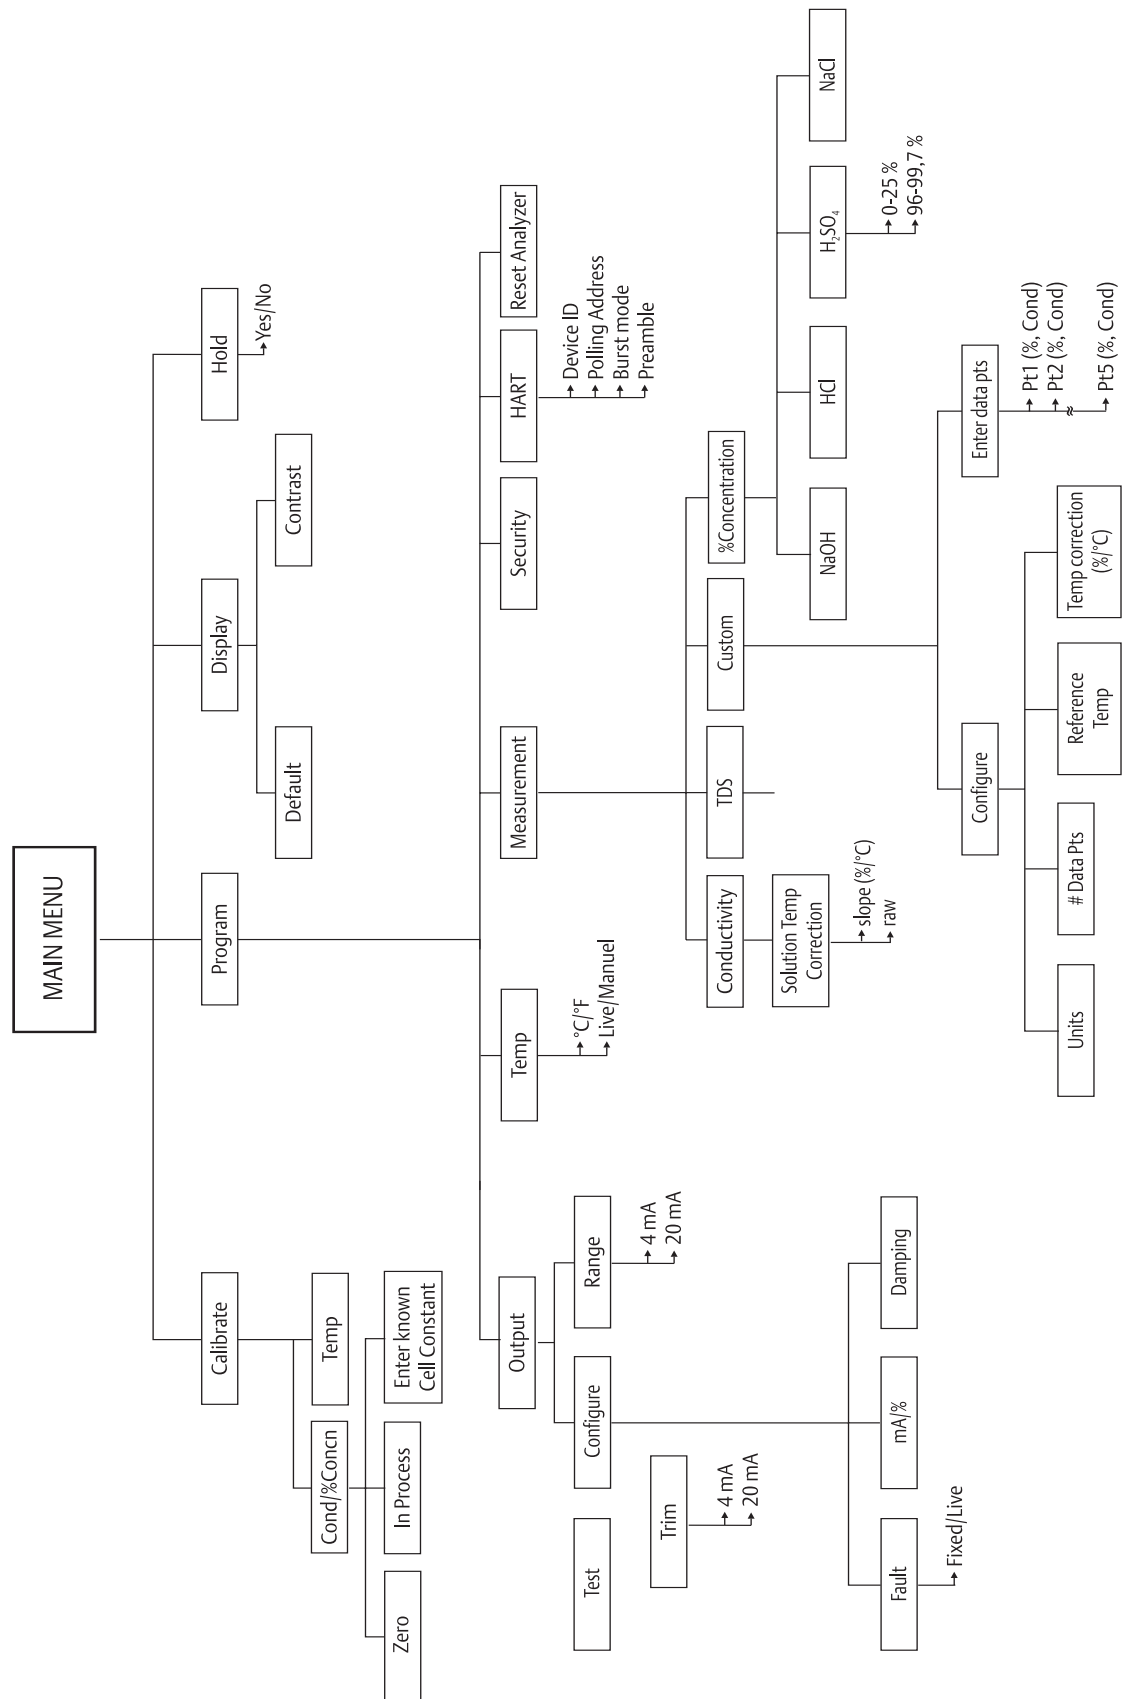 MAIN MENU
Calibrate
Program
Display
Hold
Yes/No
Cond/%Concn
Temp
Default
Contrast
Zero
In Process
Enter known
Cell Constant
Output
Temp
Measurement
Security
HART
Reset Analyzer
°C/°F
Live/Manuel
Device ID
Polling Address
Burst mode
Preamble
Test
Configure
Range
4 mA
20 mA
Trim
4 mA
20 mA
Conductivity
TDS
Custom
%Concentration
Solution Temp
Correction
slope (%/°C)
raw
NaOH
HCl
H₂SO₄
NaCl
0-25 %
96-99,7 %
Fault
mA/%
Damping
Fixed/Live
Configure
Enter data pts
Pt1 (%, Cond)
Pt2 (%, Cond)
Pt5 (%, Cond)
Units
# Data Pts
Reference
Temp
Temp correction
(%/°C)